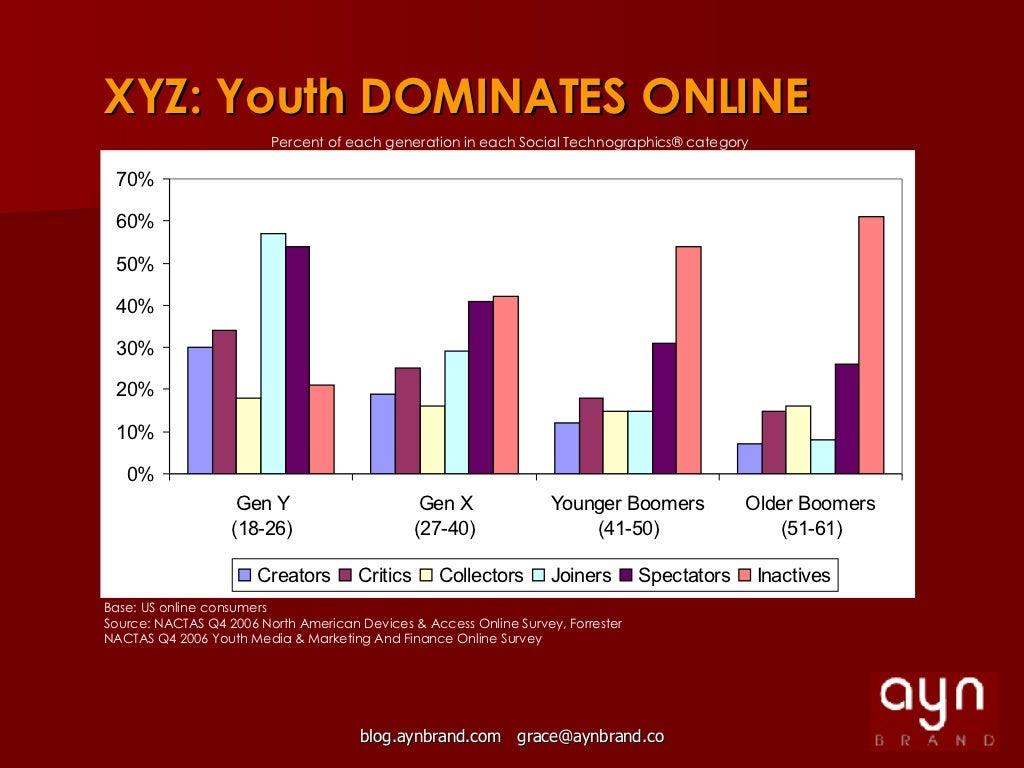 XYZ: Youth DOMINATES ONLINE
Percent of each generation in each Social Technographics® category
70%
60%
50%
40%
30%
20%
10%
0%
Gen Y
(18-26)
Gen X
(27-40)
Younger Boomers
(41-50)
Older Boomers
(51-61)
Creators Critics Collectors Joiners Spectators Inactives
Base: US online consumers
Source: NACTAS Q4 2006 North American Devices & Access Online Survey, Forrester
NACTAS Q4 2006 Youth Media & Marketing And Finance Online Survey
ayn
BRAND
blog.aynbrand.com grace@aynbrand.co